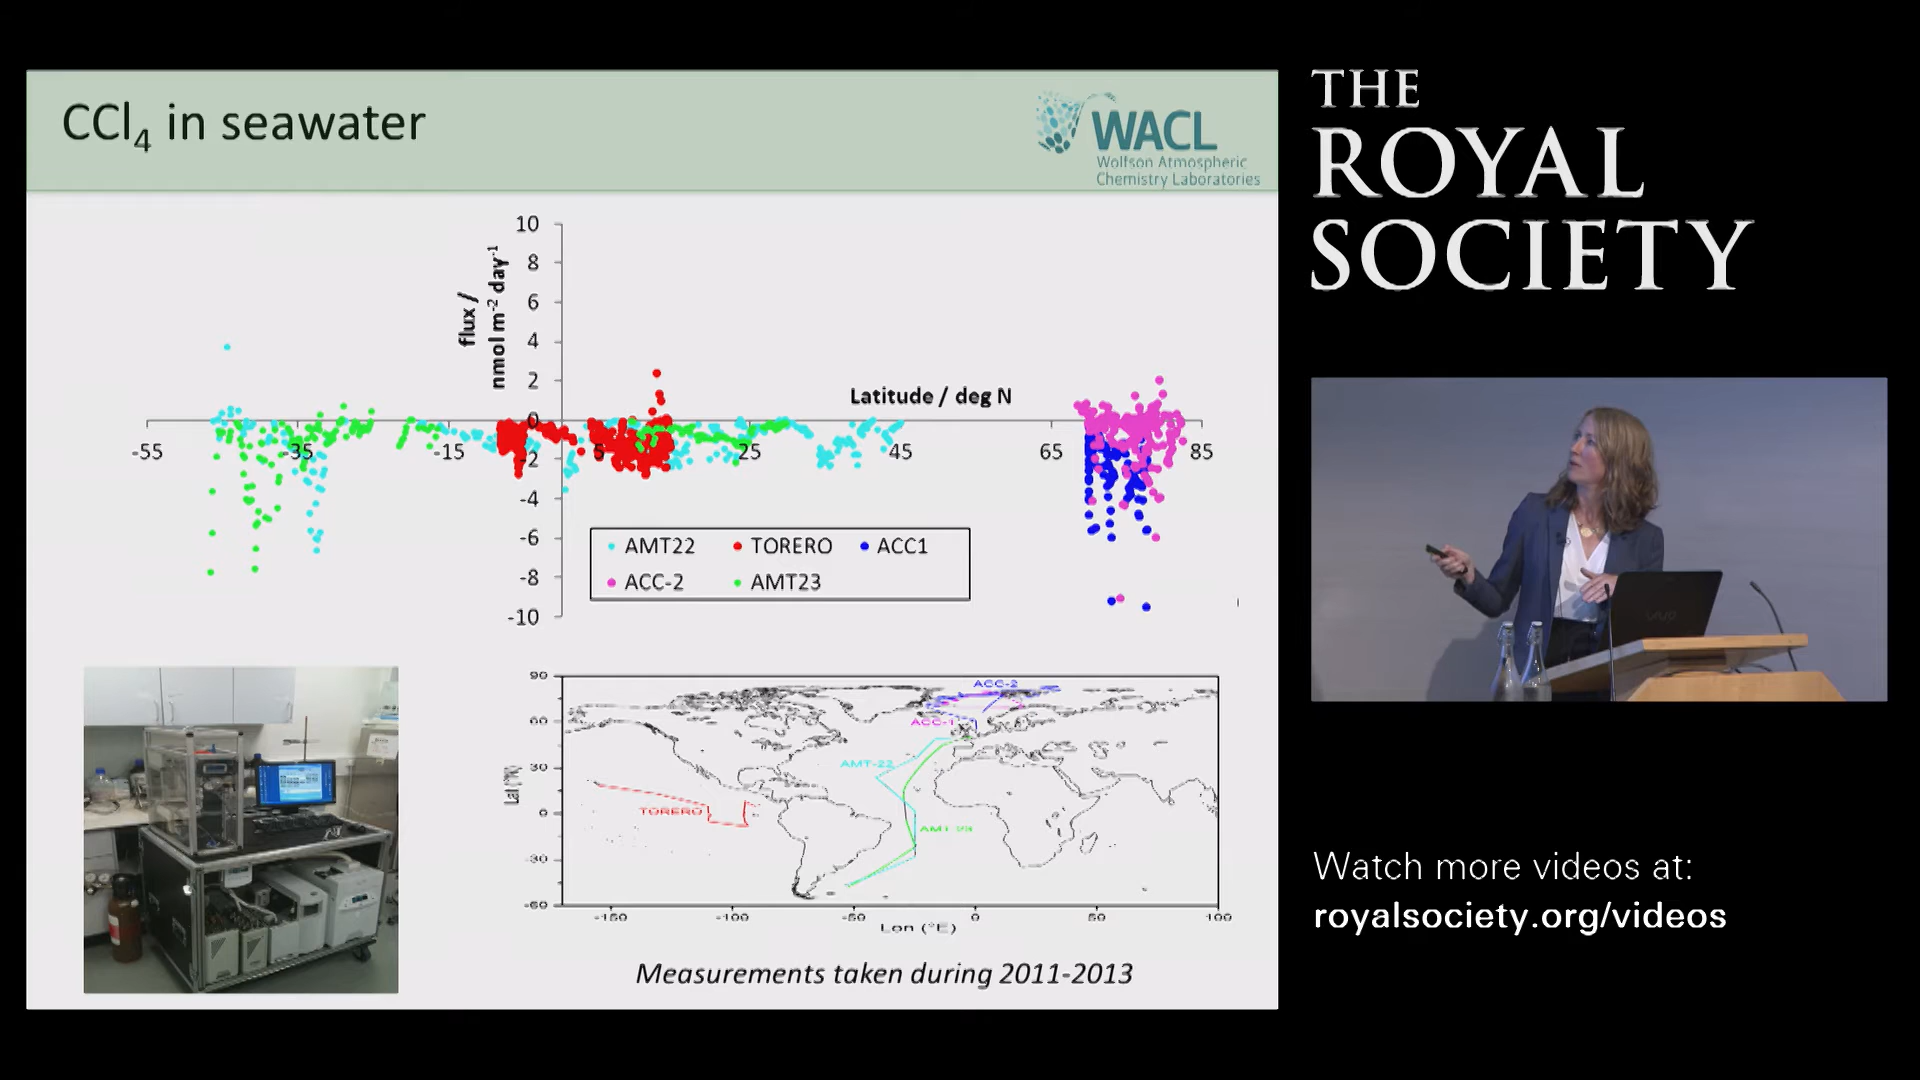 CCl₄ in seawater
WACL
Wolfson Atmospheric
Chemistry Laboratories
THE
ROYAL
SOCIETY
flux /
nmol m⁻² day⁻¹
10
8
6
4
2
0
-2
-4
-6
-8
-10
Latitude / deg N
-55 -35 -15 5 25 45 65 85
AMT22 TORERO ACC1
ACC-2 AMT23
90
60
30
0
-30
-60
Lat (°N)
ACC-2
ACC-1
AMT-22
TORERO
AMT-23
-150 -100 -50 0 50 100
Lon (°E)
Measurements taken during 2011-2013
VAIO
Watch more videos at:
royalsociety.org/videos